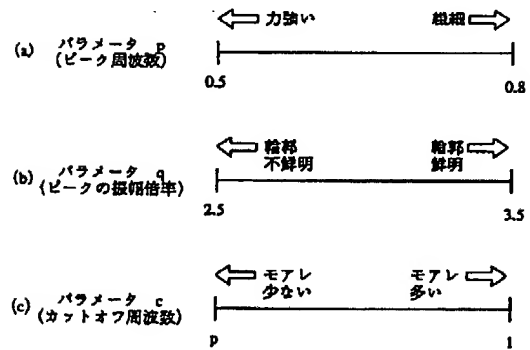 力強い 繊細
(a) パラメータ p
(ピーク周波数)
0.5 0.8
輪郭 輪郭
不鮮明 鮮明
(b) パラメータ q
(ピークの振幅倍率)
2.5 3.5
モアレ モアレ
少ない 多い
(c) パラメータ c
(カットオフ周波数)
p 1